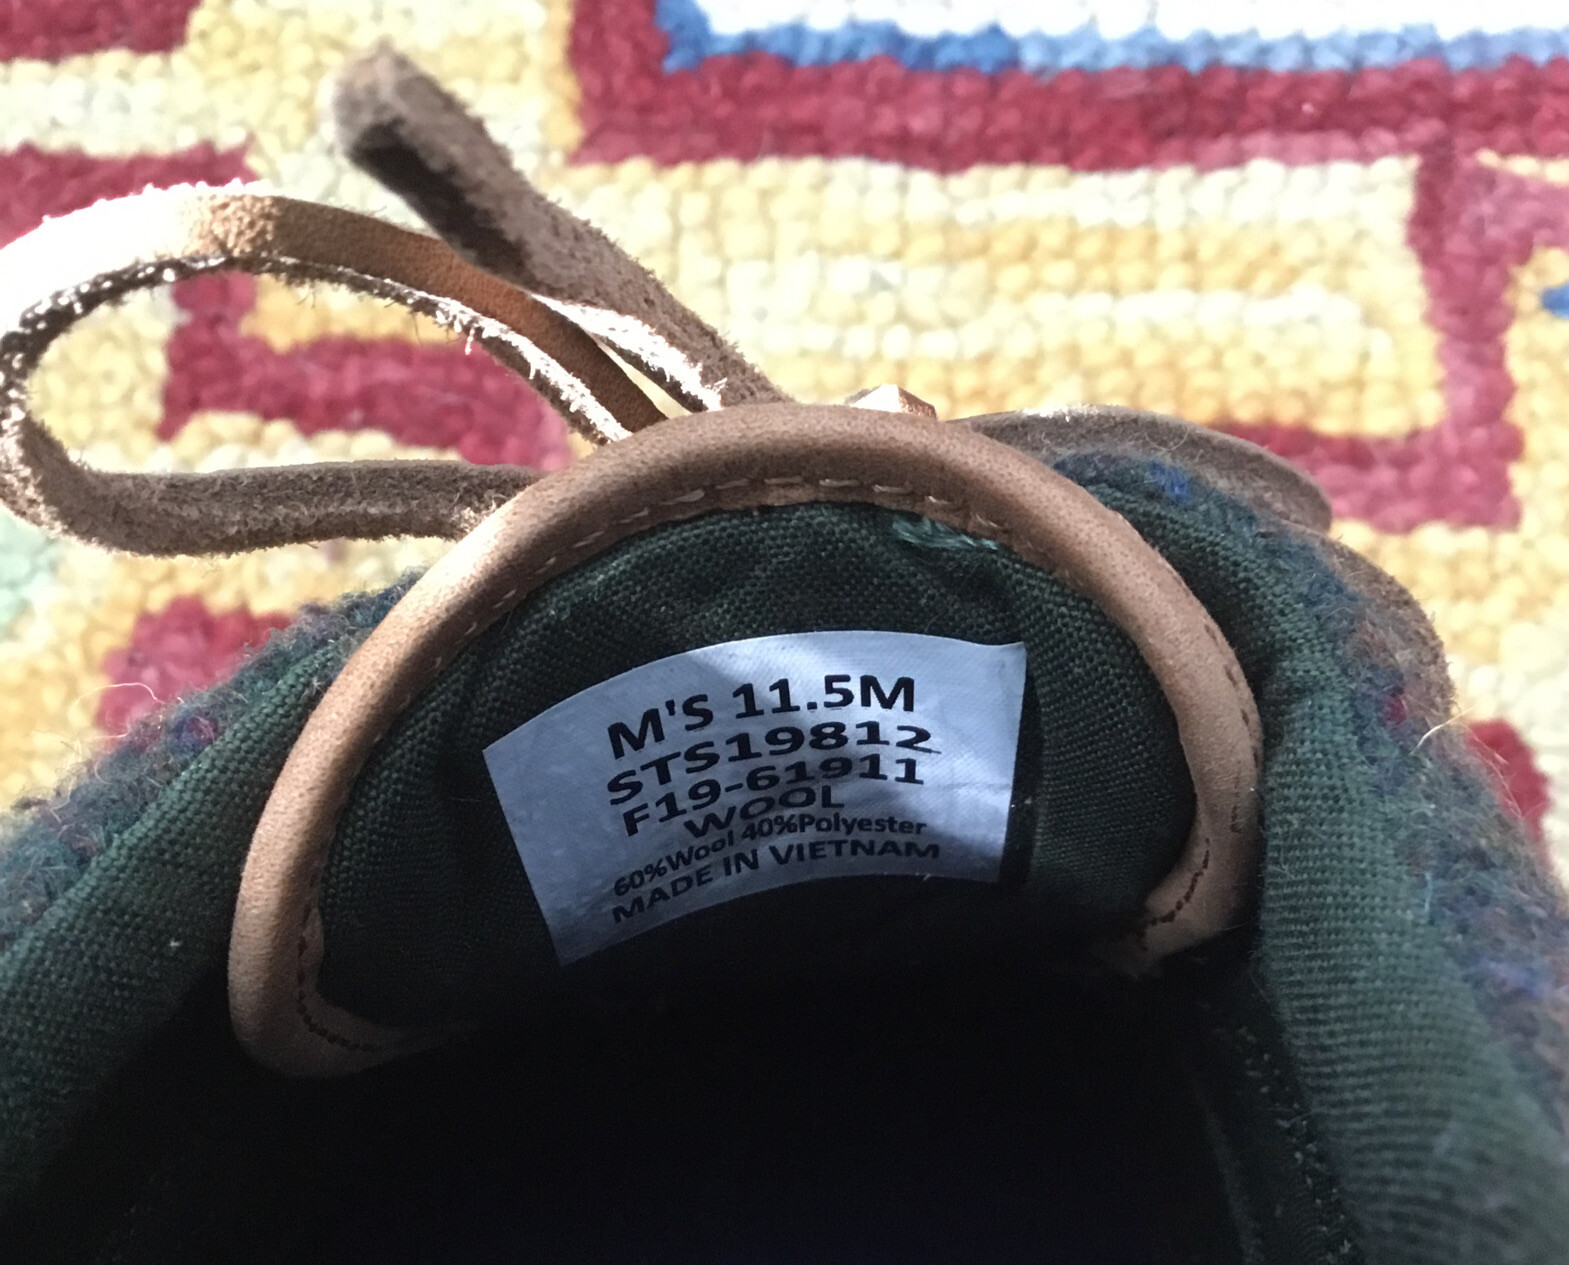 M'S 11.5M
STS19812
F19-61911
WOOL
60%Wool 40%Polyester
MADE IN VIETNAM